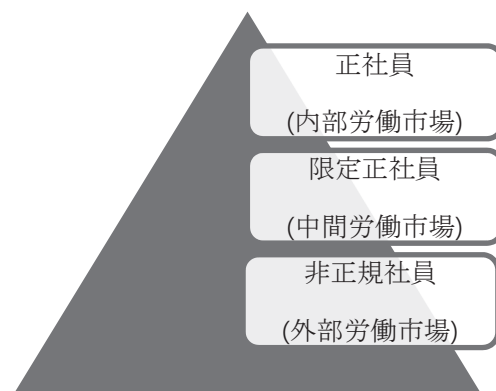 正社員
(内部労働市場)
限定正社員
(中間労働市場)
非正規社員
(外部労働市場)